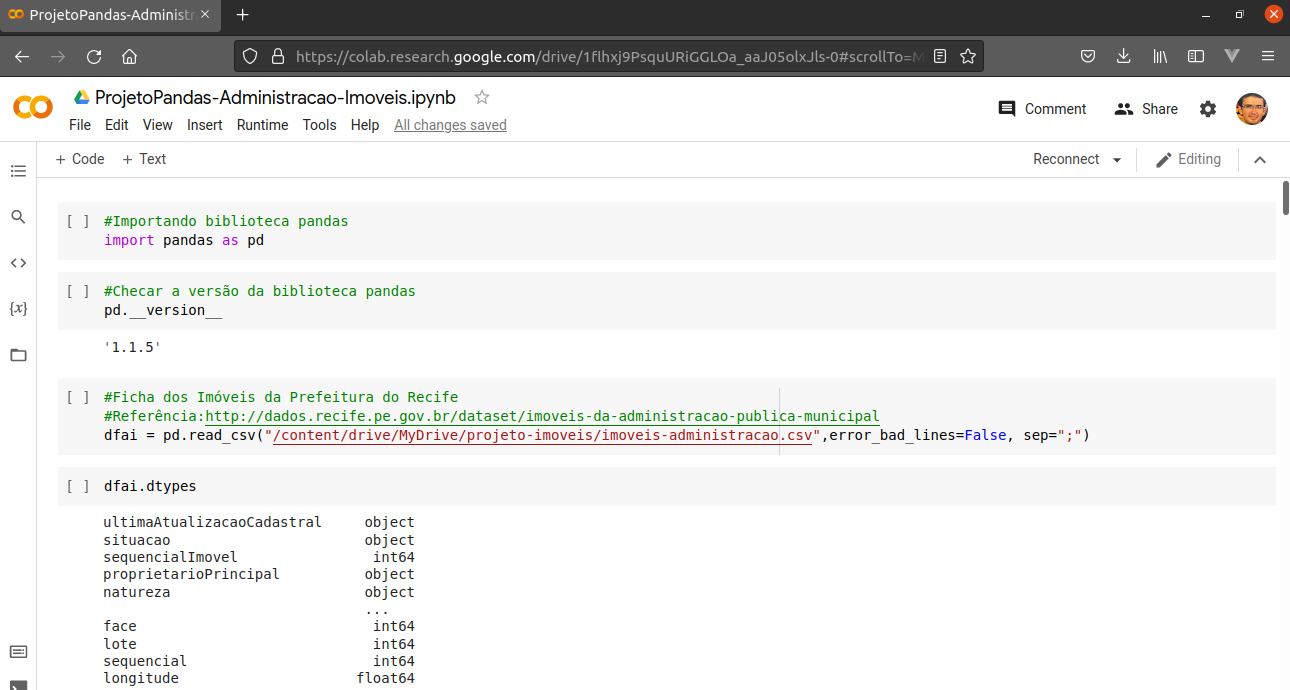 ProjetoPandas-Administr
https://colab.research.google.com/drive/1flhxj9PsquURiGGLOa_aaJ05olxJls-0#scrollTo=M
ProjetoPandas-Administracao-Imoveis.ipynb
File Edit View Insert Runtime Tools Help All changes saved
Comment Share
+ Code + Text
Reconnect Editing
[ ] #Importando biblioteca pandas
import pandas as pd
[ ] #Checar a versão da biblioteca pandas
pd.__version__
'1.1.5'
[ ] #Ficha dos Imóveis da Prefeitura do Recife
#Referência:http://dados.recife.pe.gov.br/dataset/imoveis-da-administracao-publica-municipal
dfai = pd.read_csv("/content/drive/MyDrive/projeto-imoveis/imoveis-administracao.csv",error_bad_lines=False, sep=";")
[ ] dfai.dtypes
ultimaAtualizacaoCadastral object
situacao object
sequencialImovel int64
proprietarioPrincipal object
natureza object
...
face int64
lote int64
sequencial int64
longitude float64